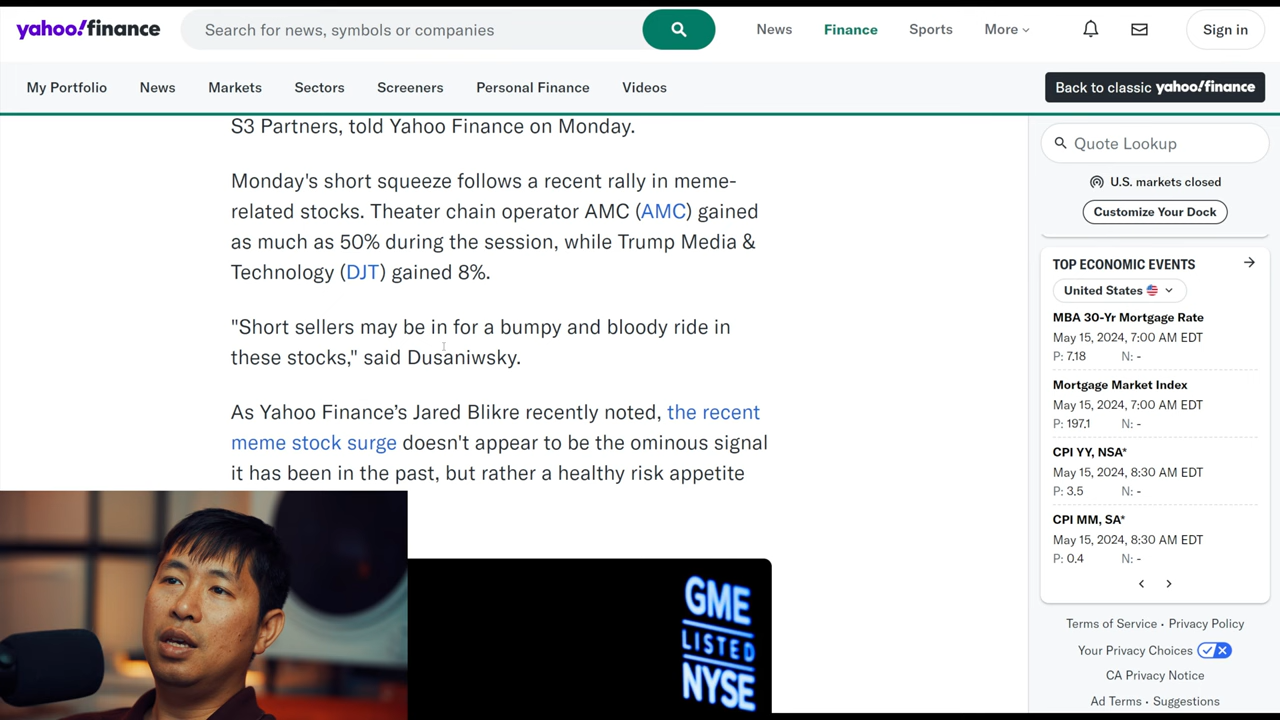 yahoo!finance
Search for news, symbols or companies
News
Finance
Sports
More
Sign in
My Portfolio
News
Markets
Sectors
Screeners
Personal Finance
Videos
Back to classic yahoo!finance
S3 Partners, told Yahoo Finance on Monday.
Monday's short squeeze follows a recent rally in meme-
related stocks. Theater chain operator AMC (AMC) gained
as much as 50% during the session, while Trump Media &
Technology (DJT) gained 8%.
"Short sellers may be in for a bumpy and bloody ride in
these stocks," said Dusaniwsky.
As Yahoo Finance’s Jared Blikre recently noted, the recent
meme stock surge doesn't appear to be the ominous signal
it has been in the past, but rather a healthy risk appetite
GME
LISTED
NYSE
Quote Lookup
U.S. markets closed
Customize Your Dock
TOP ECONOMIC EVENTS
United States
MBA 30-Yr Mortgage Rate
May 15, 2024, 7:00 AM EDT
P: 7.18 N: -
Mortgage Market Index
May 15, 2024, 7:00 AM EDT
P: 197.1 N: -
CPI YY, NSA*
May 15, 2024, 8:30 AM EDT
P: 3.5 N: -
CPI MM, SA*
May 15, 2024, 8:30 AM EDT
P: 0.4 N: -
Terms of Service • Privacy Policy
Your Privacy Choices
CA Privacy Notice
Ad Terms • Suggestions